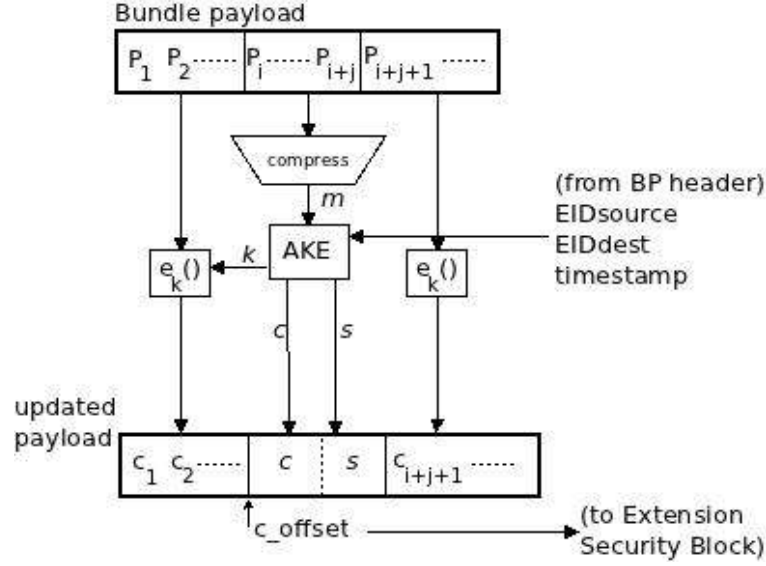 Bundle payload
P1 P2 ...... Pi ...... Pi+j Pi+j+1 ......
compress
m
(from BP header)
EIDsource
EIDdest
timestamp
AKE
k
ek() ek()
c s
updated
payload
c1 c2 ...... c s ci+j+1 ......
c_offset
(to Extension
Security Block)